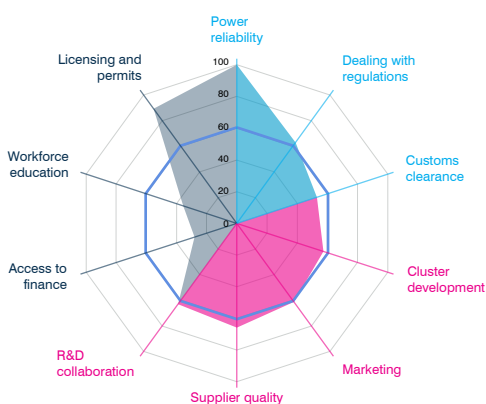 Power
reliability
Licensing and
permits
Dealing with
regulations
100
80
60
40
20
0
Workforce
education
Customs
clearance
Access to
finance
Cluster
development
R&D
collaboration
Marketing
Supplier quality